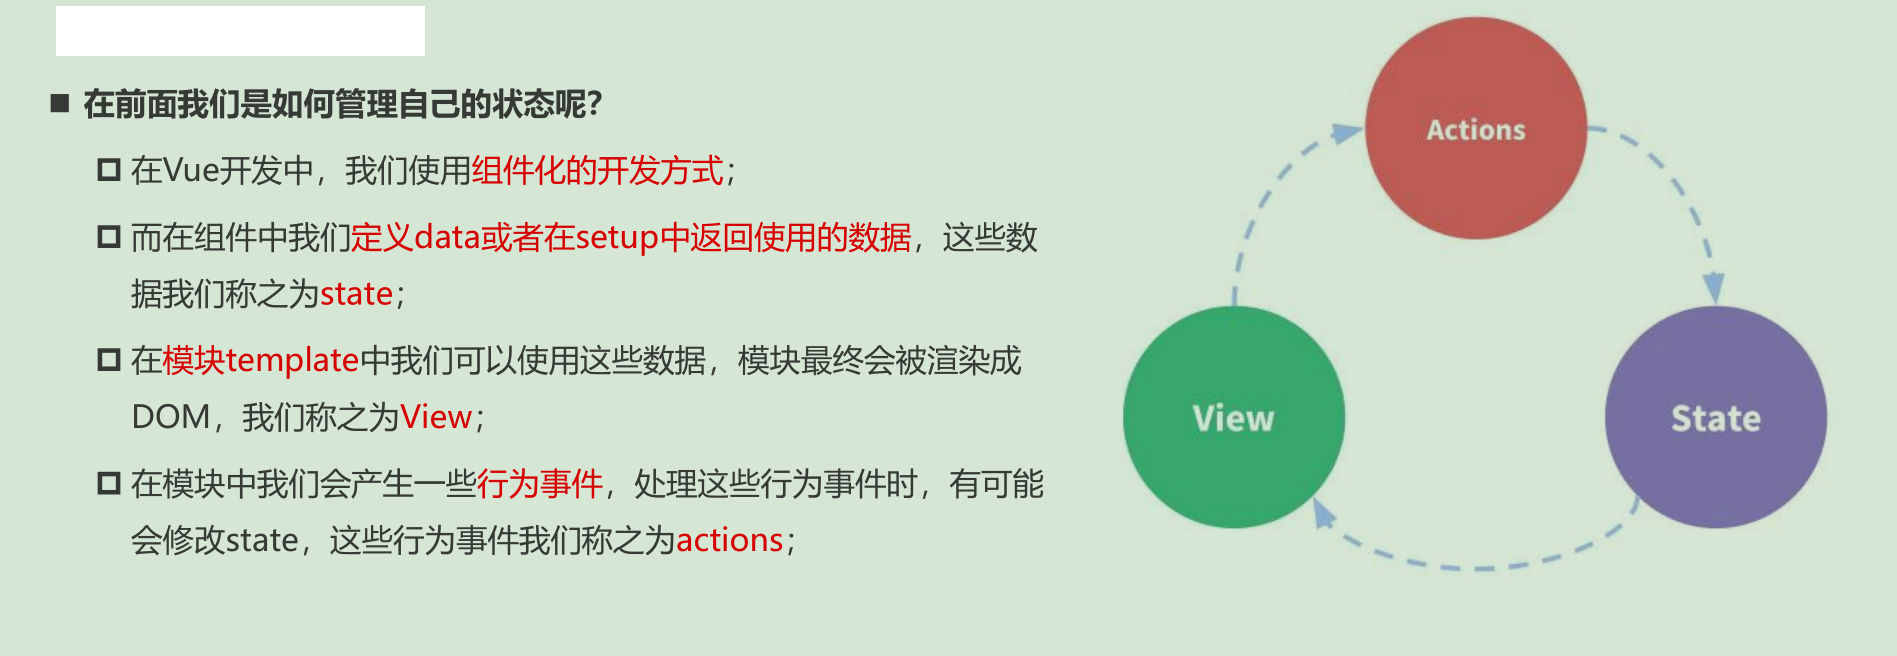 在前面我们是如何管理自己的状态呢？
在Vue开发中，我们使用组件化的开发方式；
而在组件中我们定义data或者在setup中返回使用的数据，这些数
据我们称之为state；
在模块template中我们可以使用这些数据，模块最终会被渲染成
DOM，我们称之为View；
在模块中我们会产生一些行为事件，处理这些行为事件时，有可能
会修改state，这些行为事件我们称之为actions；
Actions
View
State